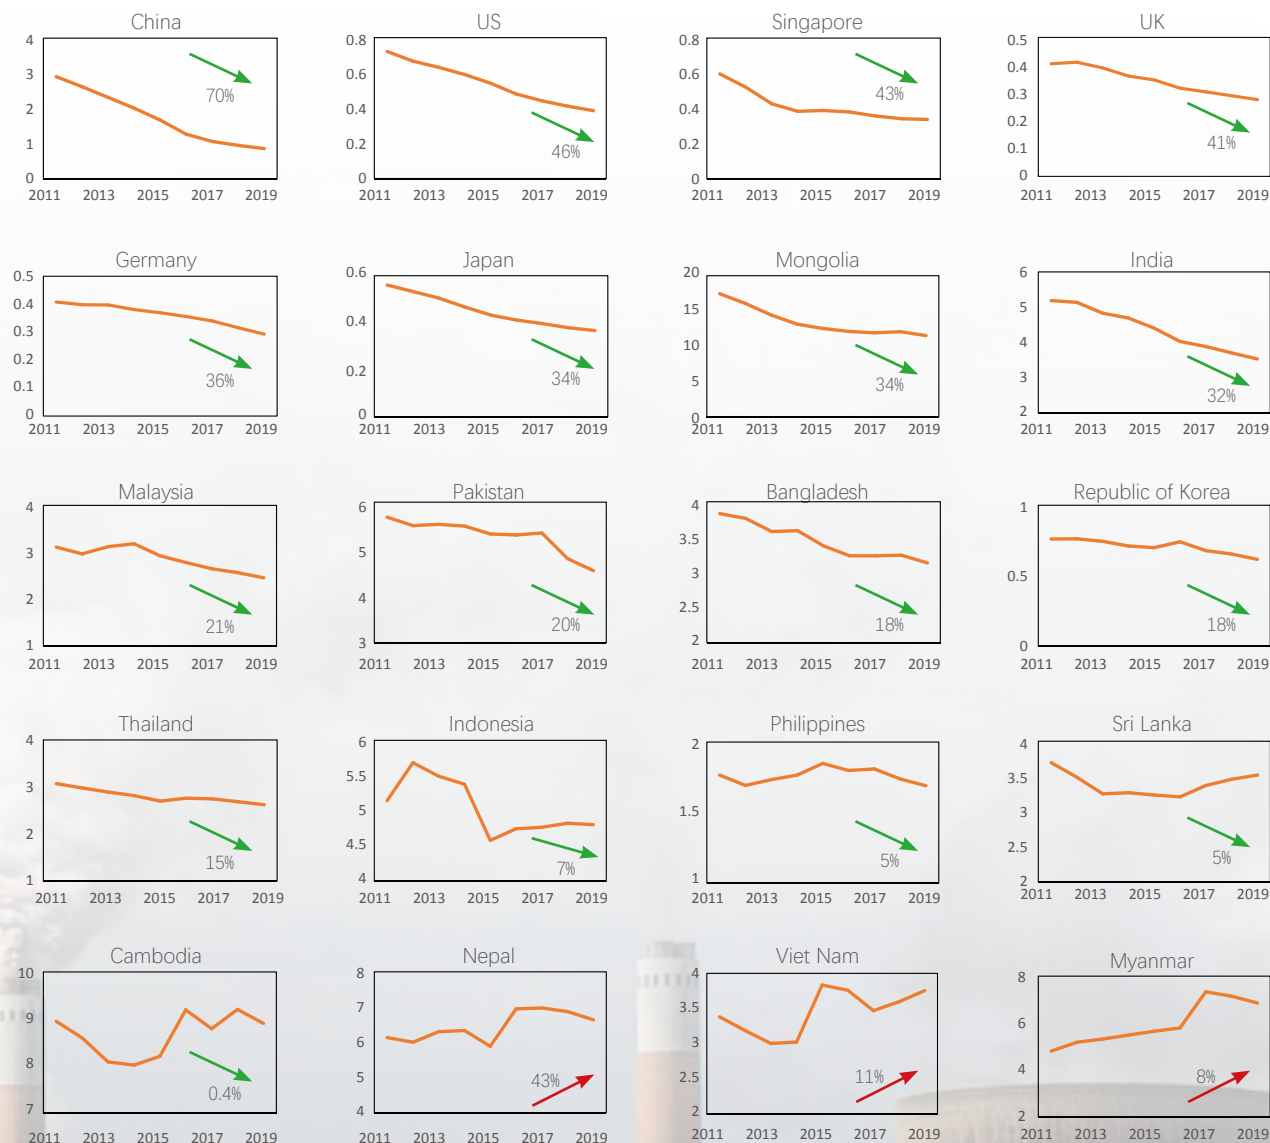 China
4
3
2
1
0
70%
2011 2013 2015 2017 2019
US
0.8
0.6
0.4
0.2
0
46%
2011 2013 2015 2017 2019
Singapore
0.8
0.6
0.4
0.2
0
43%
2011 2013 2015 2017 2019
UK
0.5
0.4
0.3
0.2
0.1
0
41%
2011 2013 2015 2017 2019
Germany
0.5
0.4
0.3
0.2
0.1
0
36%
2011 2013 2015 2017 2019
Japan
0.6
0.4
0.2
0
34%
2011 2013 2015 2017 2019
Mongolia
20
15
10
5
0
34%
2011 2013 2015 2017 2019
India
6
5
4
3
2
32%
2011 2013 2015 2017 2019
Malaysia
4
3
2
1
21%
2011 2013 2015 2017 2019
Pakistan
6
5
4
3
20%
2011 2013 2015 2017 2019
Bangladesh
4
3.5
3
2.5
2
18%
2011 2013 2015 2017 2019
Republic of Korea
1
0.5
0
18%
2011 2013 2015 2017 2019
Thailand
4
3
2
1
15%
2011 2013 2015 2017 2019
Indonesia
6
5.5
5
4.5
4
7%
2011 2013 2015 2017 2019
Philippines
2
1.5
1
5%
2011 2013 2015 2017 2019
Sri Lanka
4
3.5
3
2.5
2
5%
2011 2013 2015 2017 2019
Cambodia
10
9
8
7
0.4%
2011 2013 2015 2017 2019
Nepal
8
7
6
5
4
43%
2011 2013 2015 2017 2019
Viet Nam
4
3.5
3
2.5
2
11%
2011 2013 2015 2017 2019
Myanmar
8
6
4
2
8%
2011 2013 2015 2017 2019